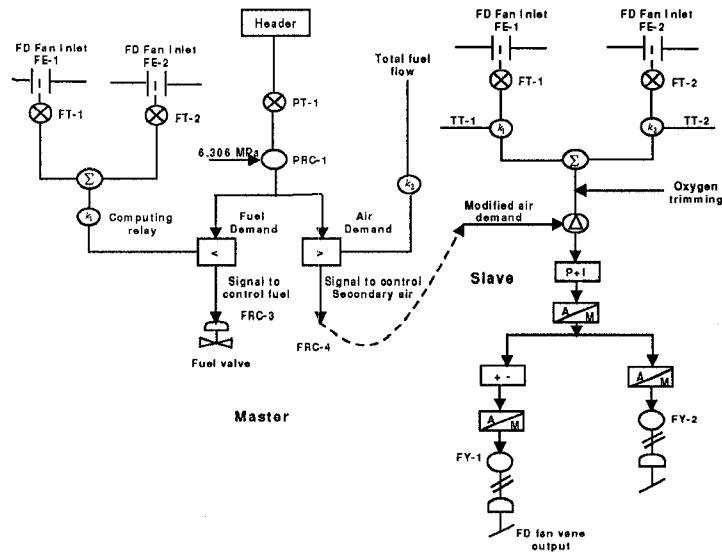 Header
FD Fan Inlet
FE-1
FD Fan Inlet
FE-2
FT-1
FT-2
PT-1
Total fuel
flow
6.306 MPa
PRC-1
Σ
k₁
Computing
relay
Fuel
Demand
Air
Demand
k₂
<
>
Signal to
control fuel
FRC-3
Signal to control
Secondary air
FRC-4
Fuel valve
Master
FD Fan Inlet
FE-1
FD Fan Inlet
FE-2
FT-1
FT-2
TT-1
k₁
k₂
TT-2
Σ
Oxygen
trimming
Modified air
demand
Δ
Slave
P+I
A/M
+ -
A/M
A/M
FY-1
FY-2
FD fan vane
output